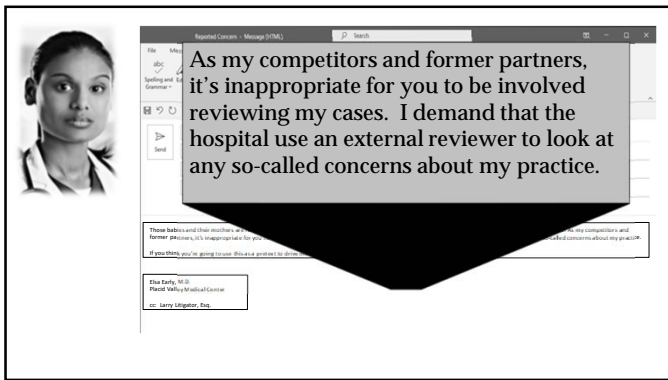 Reported Concern - Message (HTML)
Search
File
abc
Spelling and
Grammar
Send
As my competitors and former partners,
it's inappropriate for you to be involved
reviewing my cases. I demand that the
hospital use an external reviewer to look at
any so-called concerns about my practice.
Those babies and their mothers are As my competitors and
former partners, it's inappropriate for you so-called concerns about my practice.
If you think you're going to use this as a pretext to drive
Elsa Early, M.D.
Placid Valley Medical Center
cc: Larry Litigator, Esq.